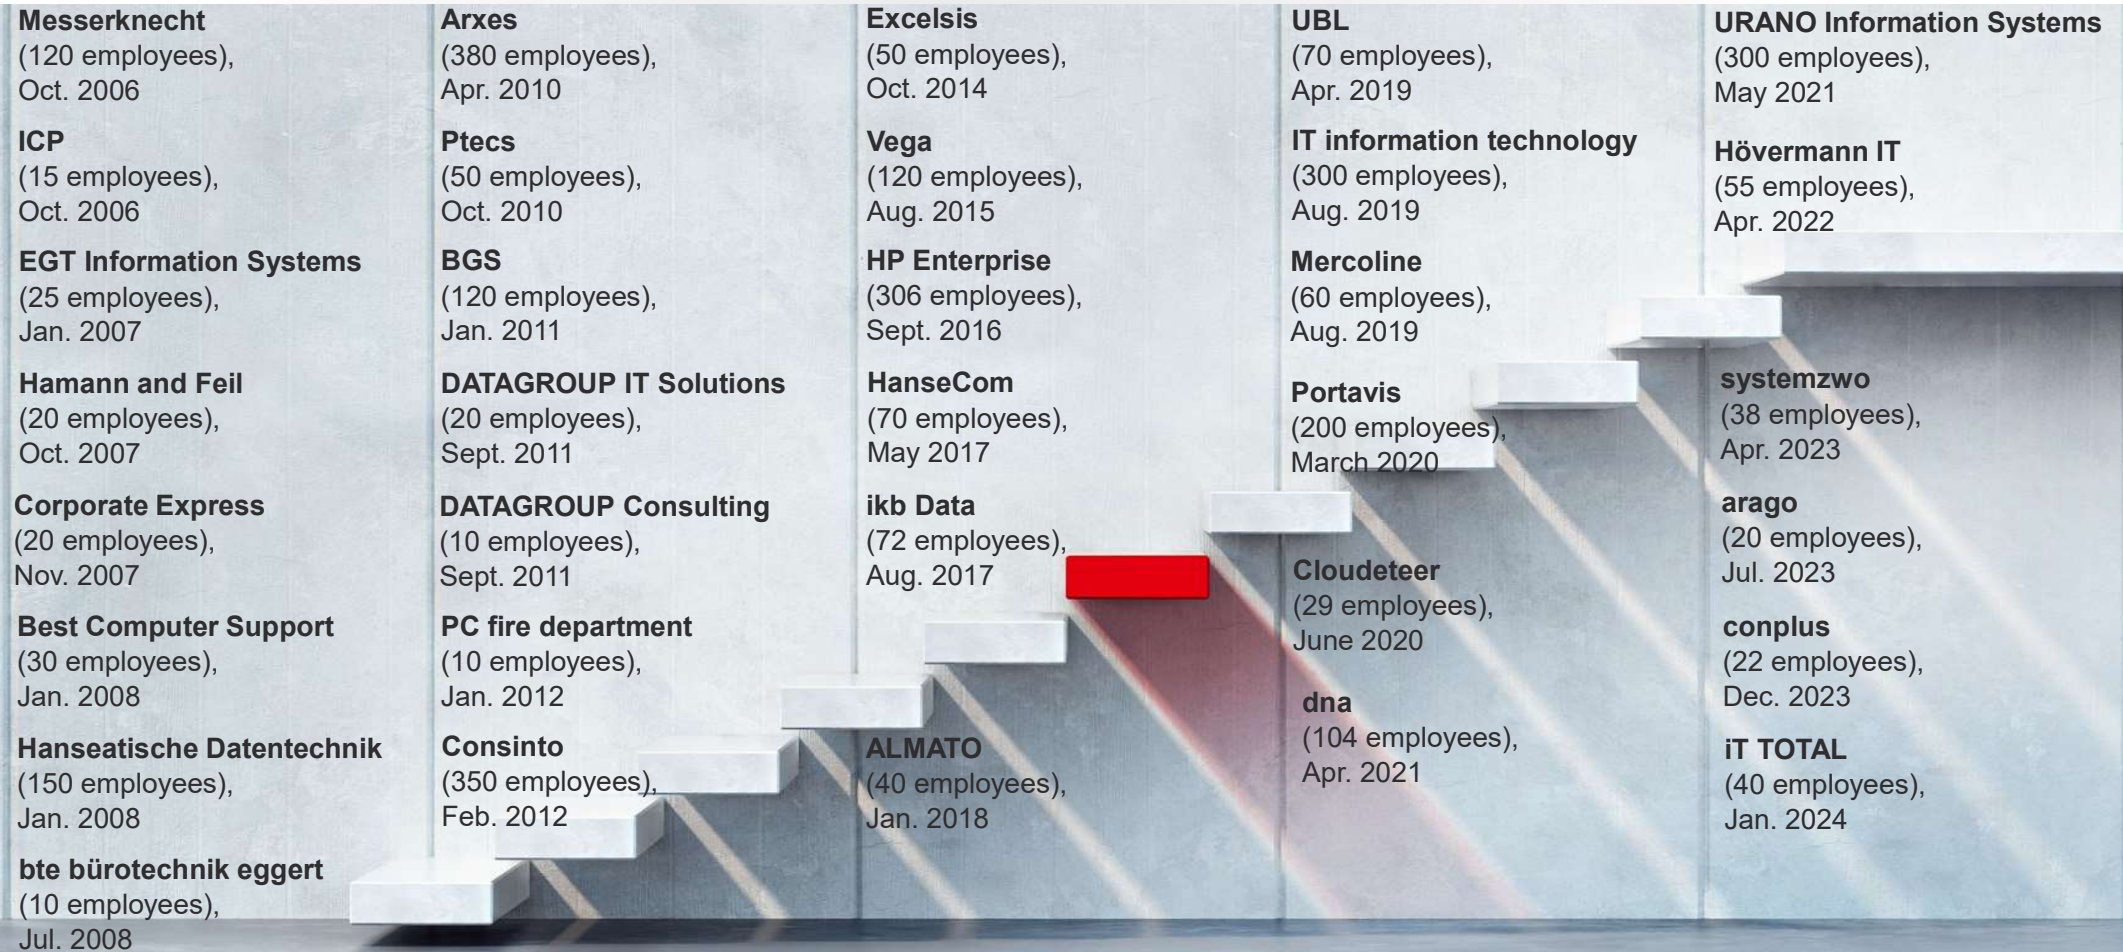 Messerknecht
(120 employees),
Oct. 2006
ICP
(15 employees),
Oct. 2006
EGT Information Systems
(25 employees),
Jan. 2007
Hamann and Feil
(20 employees),
Oct. 2007
Corporate Express
(20 employees),
Nov. 2007
Best Computer Support
(30 employees),
Jan. 2008
Hanseatische Datentechnik
(150 employees),
Jan. 2008
bte bürotechnik eggert
(10 employees),
Jul. 2008
Arxes
(380 employees),
Apr. 2010
Ptecs
(50 employees),
Oct. 2010
BGS
(120 employees),
Jan. 2011
DATAGROUP IT Solutions
(20 employees),
Sept. 2011
DATAGROUP Consulting
(10 employees),
Sept. 2011
PC fire department
(10 employees),
Jan. 2012
Consinto
(350 employees),
Feb. 2012
Excelsis
(50 employees),
Oct. 2014
Vega
(120 employees),
Aug. 2015
HP Enterprise
(306 employees),
Sept. 2016
HanseCom
(70 employees),
May 2017
ikb Data
(72 employees),
Aug. 2017
ALMATO
(40 employees),
Jan. 2018
UBL
(70 employees),
Apr. 2019
IT information technology
(300 employees),
Aug. 2019
Mercoline
(60 employees),
Aug. 2019
Portavis
(200 employees),
March 2020
Cloudeteer
(29 employees),
June 2020
dna
(104 employees),
Apr. 2021
URANO Information Systems
(300 employees),
May 2021
Hövermann IT
(55 employees),
Apr. 2022
systemzwo
(38 employees),
Apr. 2023
arago
(20 employees),
Jul. 2023
conplus
(22 employees),
Dec. 2023
iT TOTAL
(40 employees),
Jan. 2024